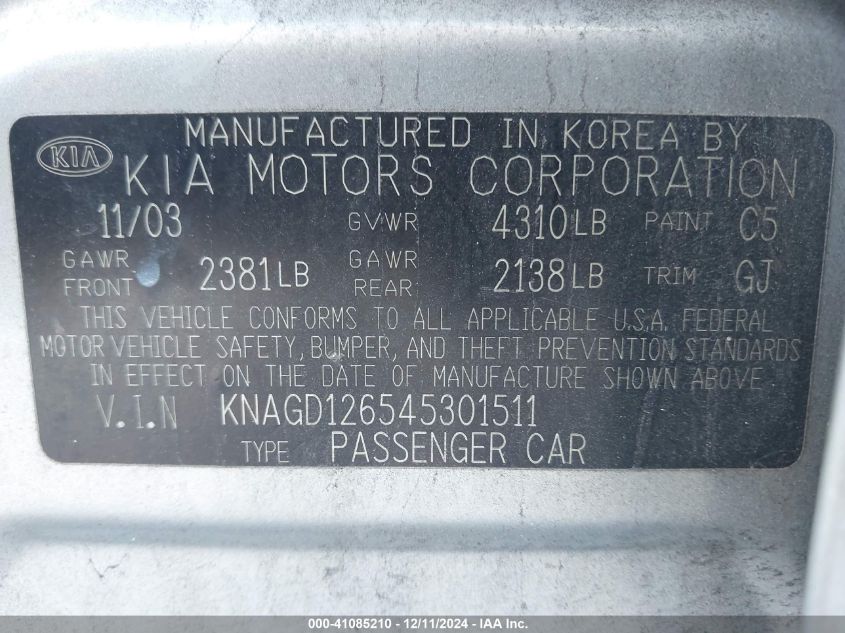 MANUFACTURED IN KOREA BY
KIA KIA MOTORS CORPORATION
11/03 GVWR 4310LB PAINT C5
GAWR FRONT 2381LB GAWR REAR 2138LB TRIM GJ
THIS VEHICLE CONFORMS TO ALL APPLICABLE U.S.A. FEDERAL
MOTOR VEHICLE SAFETY, BUMPER, AND THEFT PREVENTION STANDARDS
IN EFFECT ON THE DATE OF MANUFACTURE SHOWN ABOVE.
V.I.N KNAGD126545301511
TYPE PASSENGER CAR
000-41085210 - 12/11/2024 - IAA Inc.